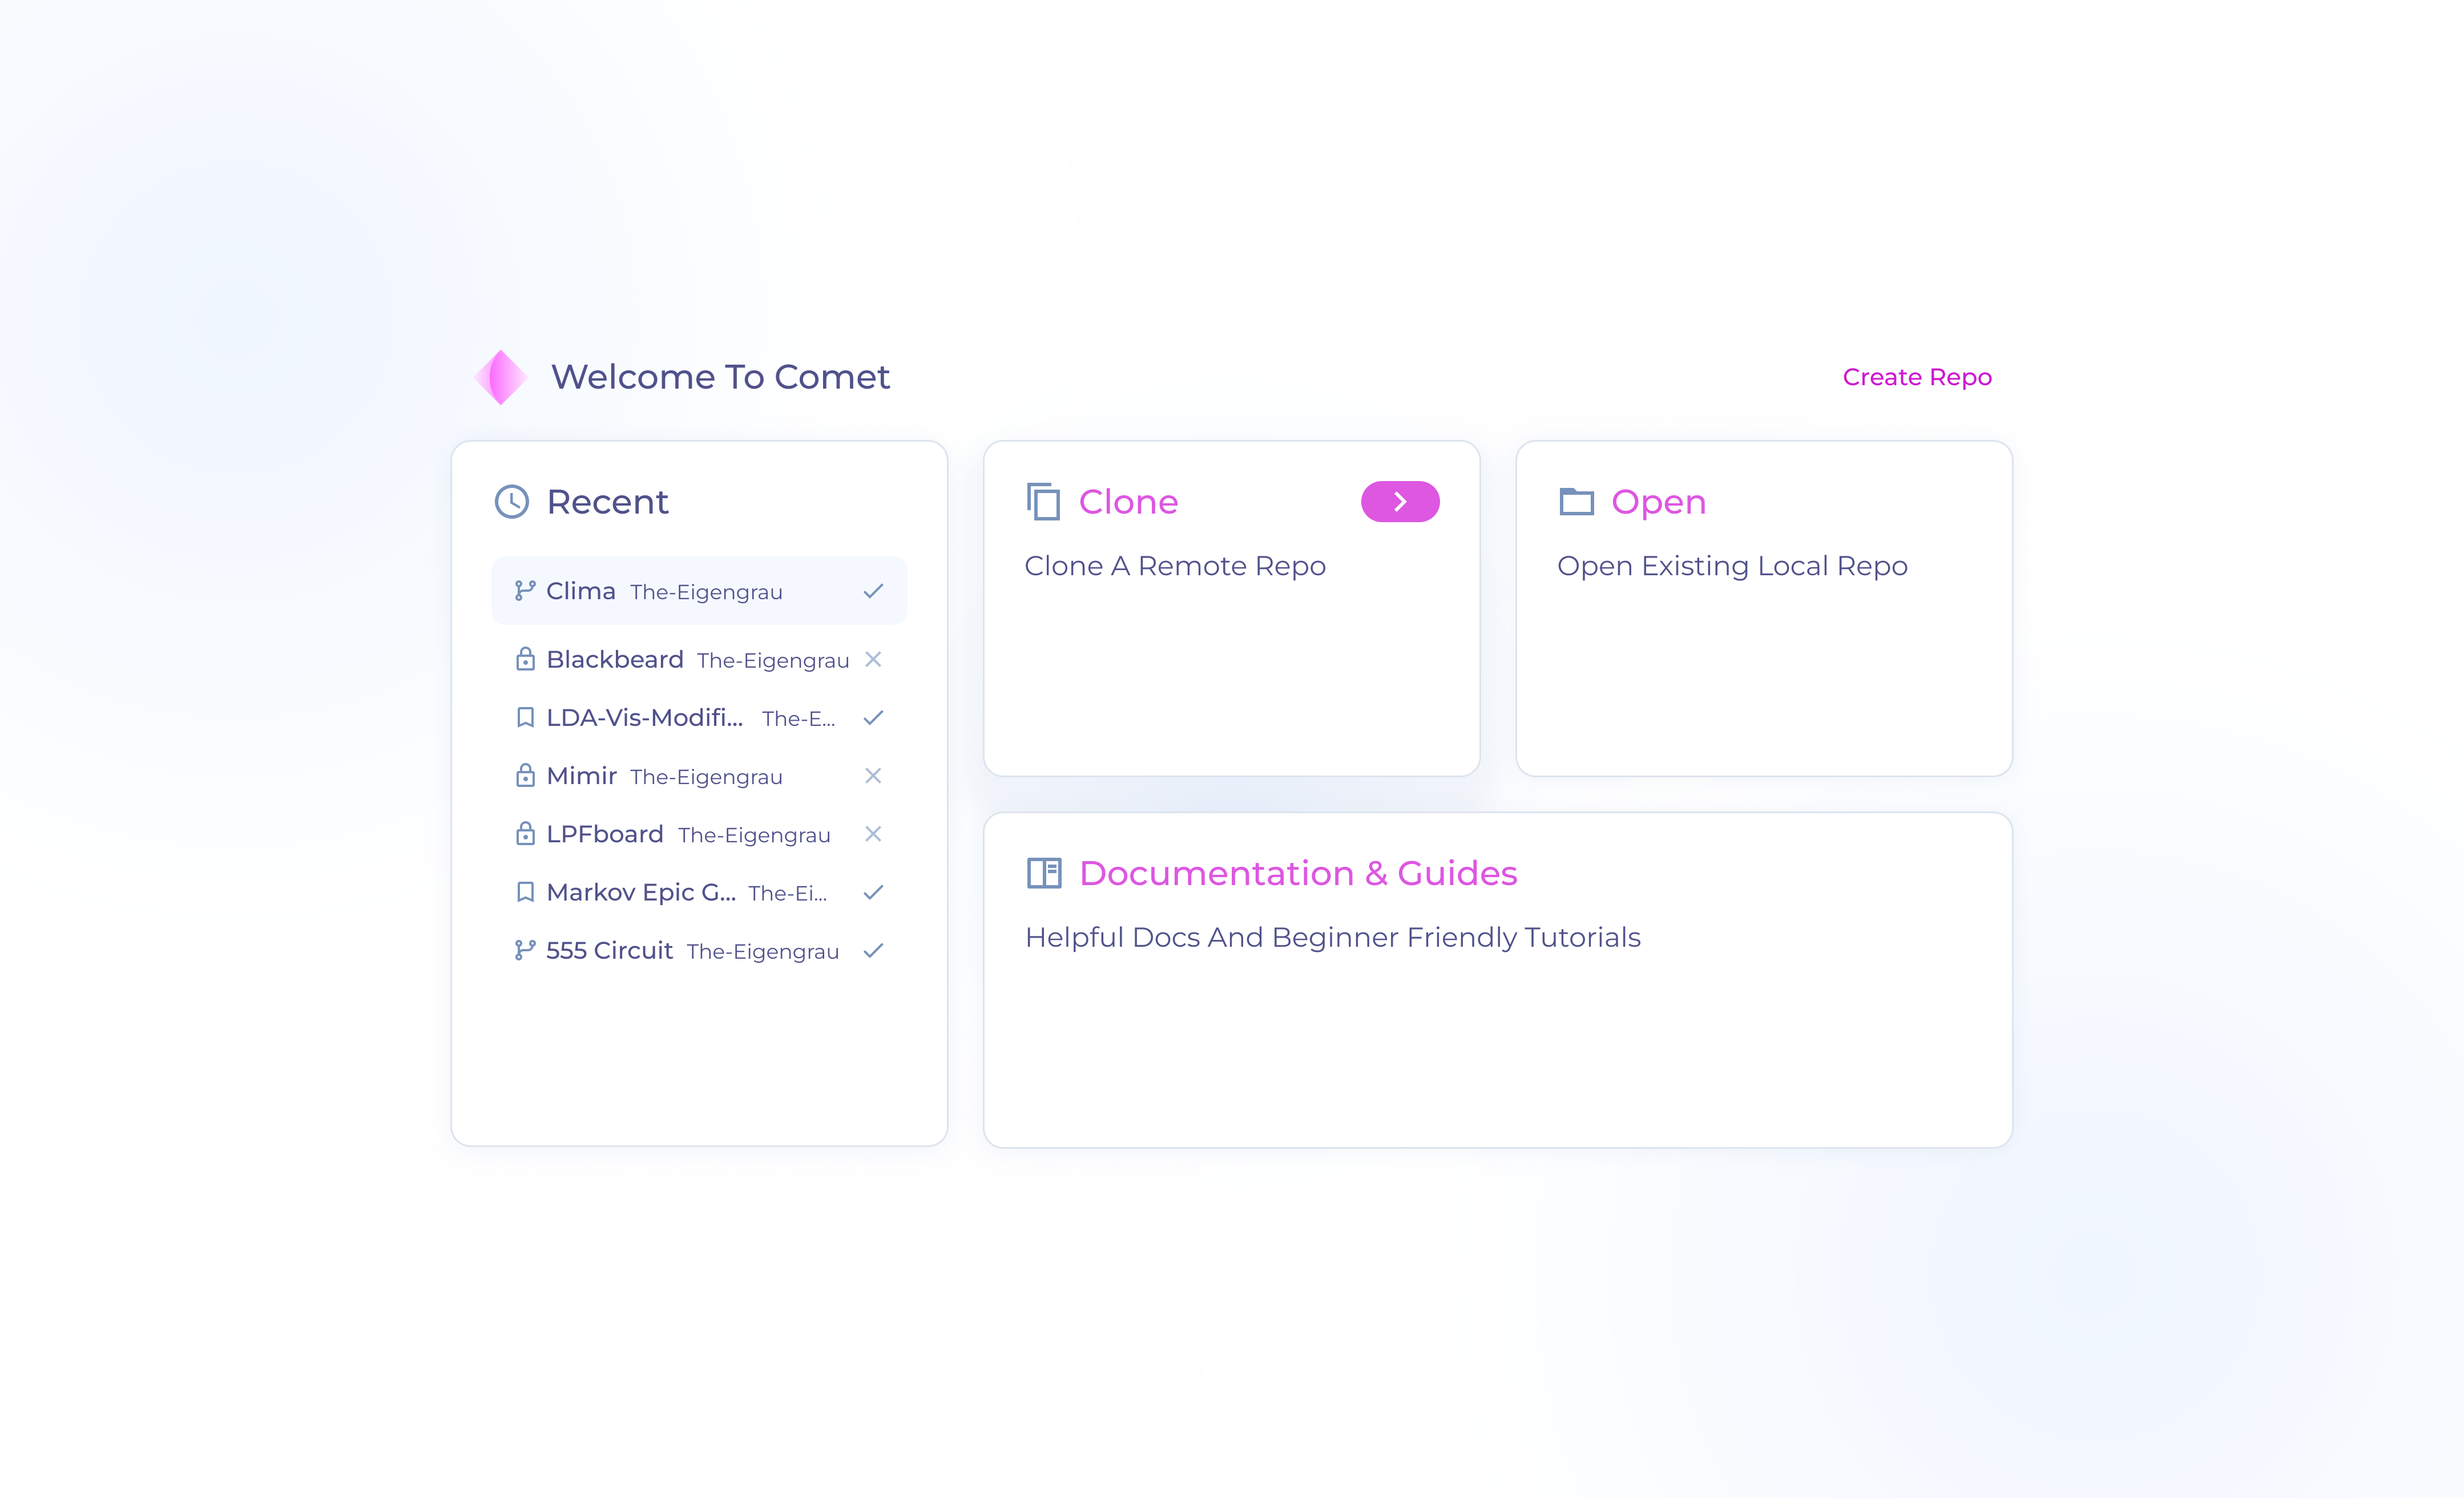 Welcome To Comet
Create Repo
Recent
Clima The-Eigengrau
Blackbeard The-Eigengrau
LDA-Vis-Modifi... The-E...
Mimir The-Eigengrau
LPFboard The-Eigengrau
Markov Epic G... The-Ei...
555 Circuit The-Eigengrau
Clone
Clone A Remote Repo
Open
Open Existing Local Repo
Documentation & Guides
Helpful Docs And Beginner Friendly Tutorials